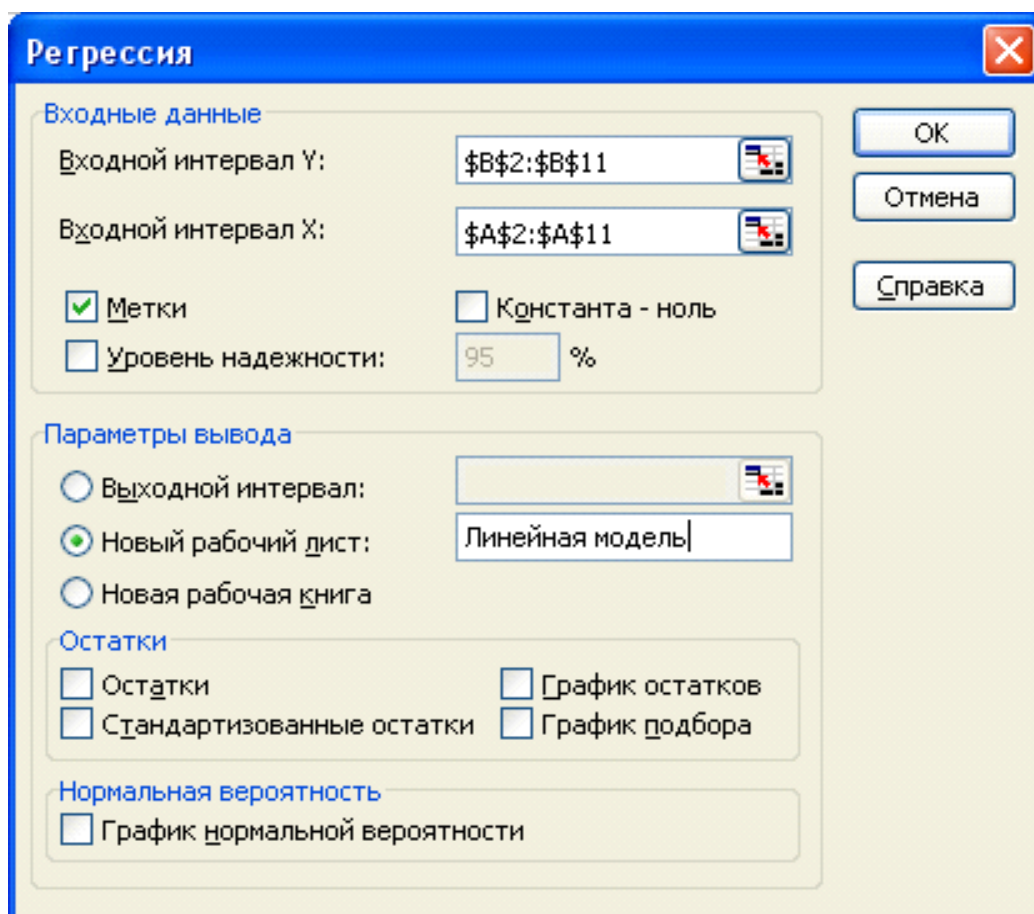 Регрессия
Входные данные
Входной интервал Y: $B$2:$B$11
Входной интервал X: $A$2:$A$11
Метки Константа - ноль
Уровень надежности: 95 %
OK
Отмена
Справка
Параметры вывода
Выходной интервал:
Новый рабочий лист: Линейная модель
Новая рабочая книга
Остатки
Остатки График остатков
Стандартизованные остатки График подбора
Нормальная вероятность
График нормальной вероятности